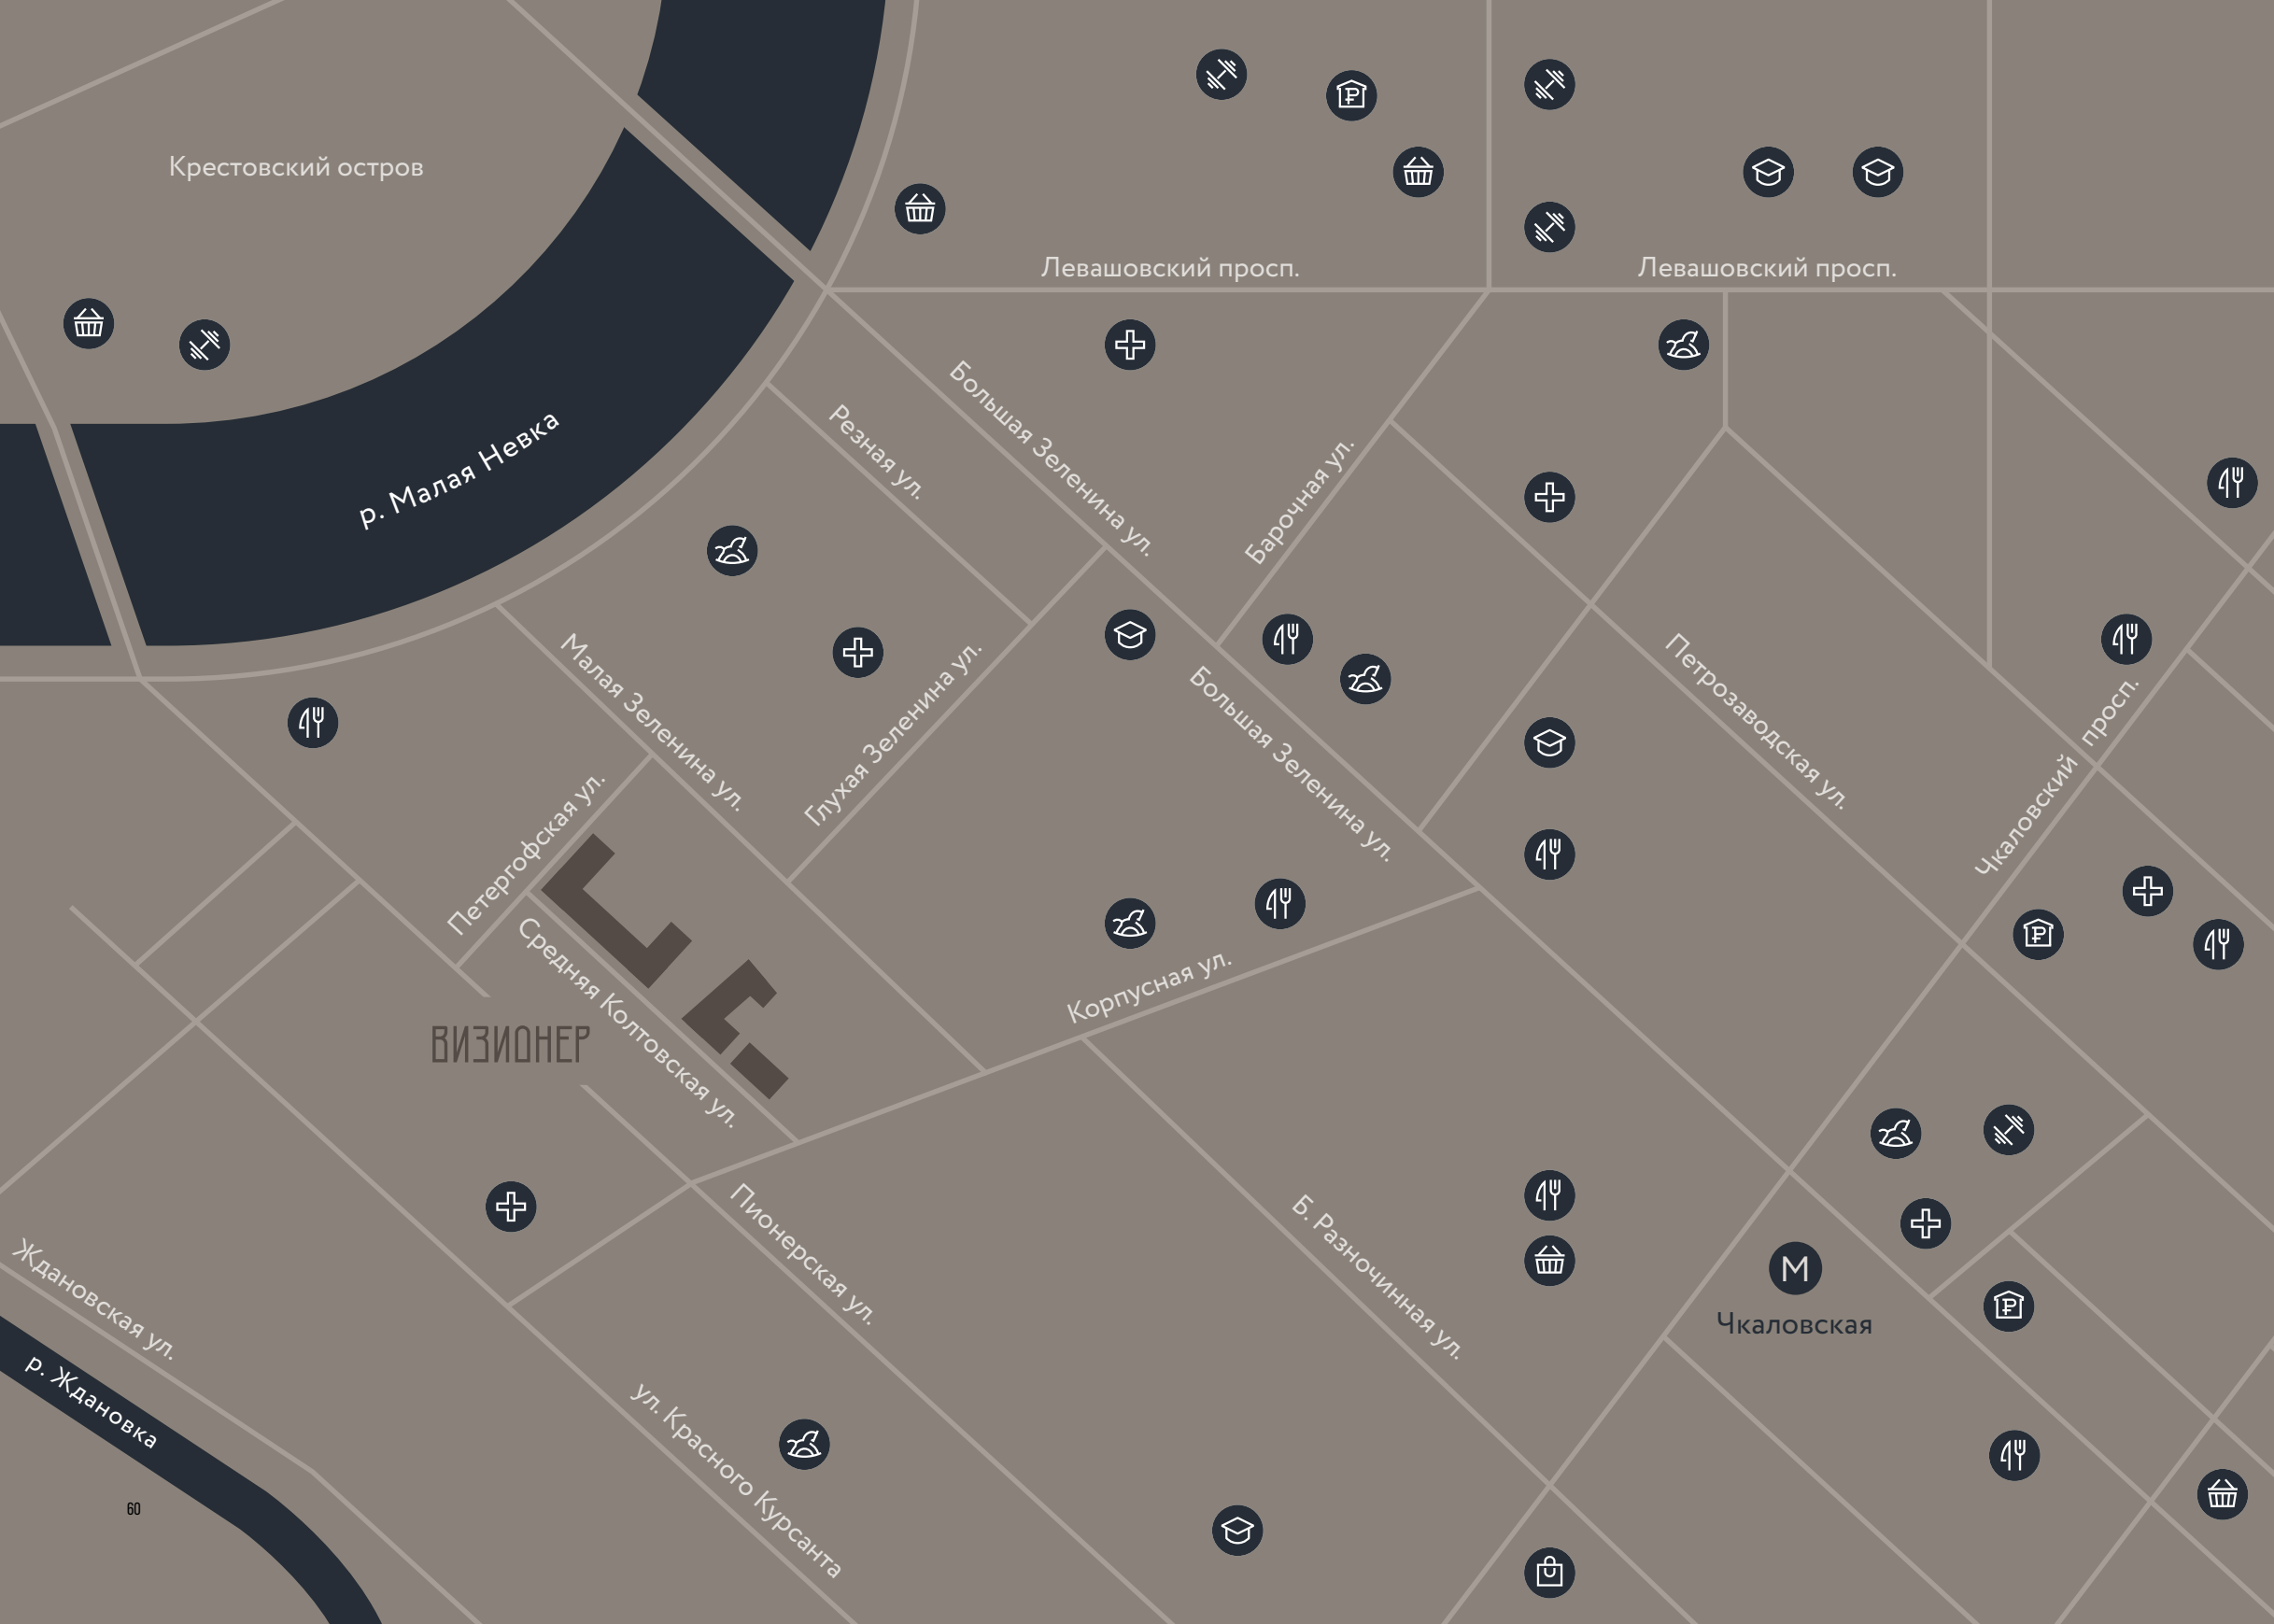 Крестовский остров
Левашовский просп.
Левашовский просп.
р. Малая Невка
Резная ул.
Большая Зеленина ул.
Барочная ул.
Малая Зеленина ул.
Глухая Зеленина ул.
Большая Зеленина ул.
Петрозаводская ул.
Чкаловский просп.
Петергофская ул.
Средняя Колтовская ул.
Корпусная ул.
ВИЗИОНЕР
Пионерская ул.
Б. Разночинная ул.
М
Чкаловская
Ждановская ул.
р. Ждановка
ул. Красного Курсанта
60